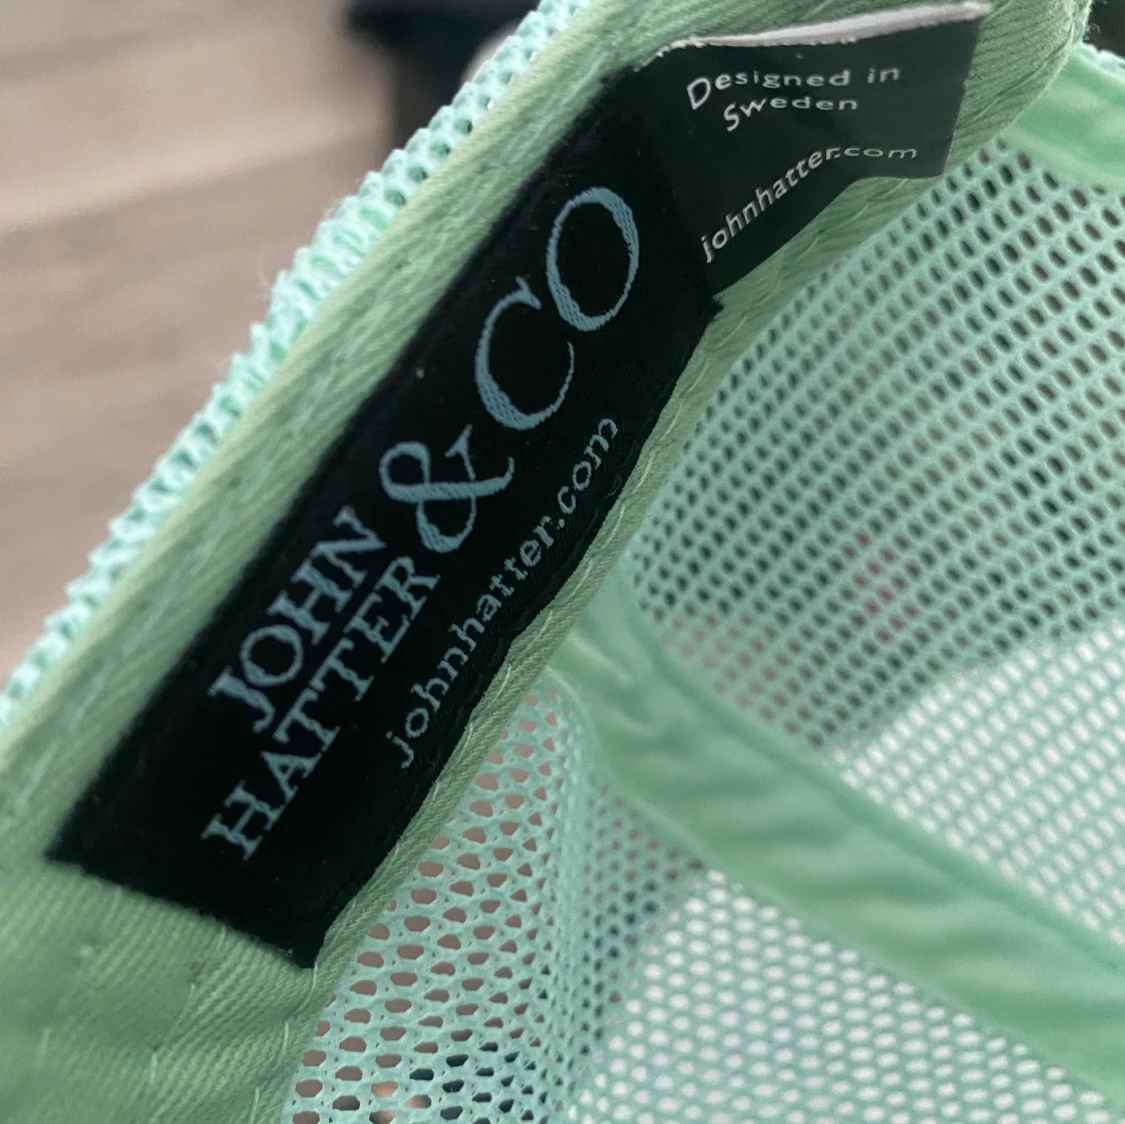 JOHN
HATTER
&CO
johnhatter.com
Designed in
Sweden
johnhatter.com